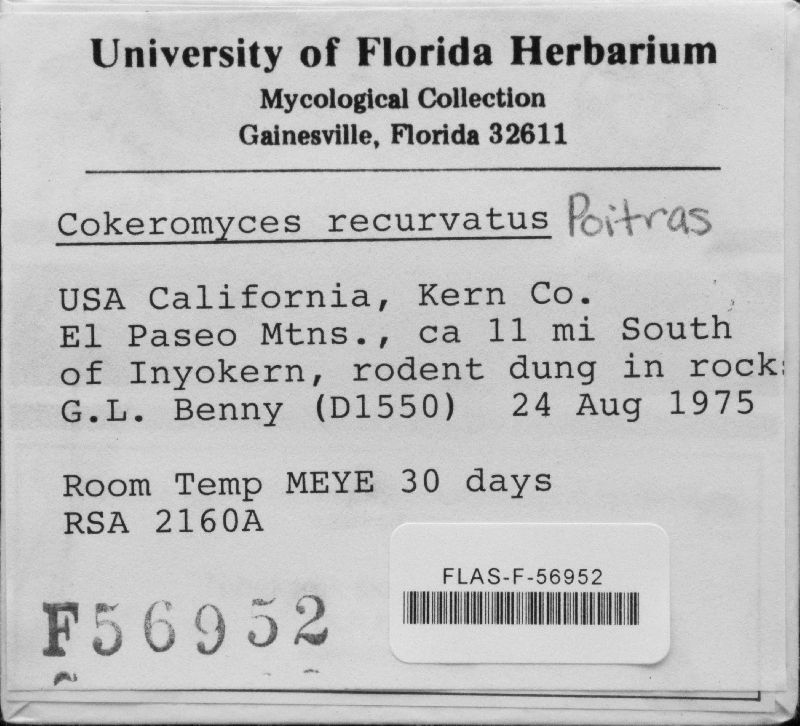 University of Florida Herbarium
Mycological Collection
Gainesville, Florida 32611
Cokeromyces recurvatus Poitras
USA California, Kern Co.
El Paseo Mtns., ca 11 mi South
of Inyokern, rodent dung in rock
G.L. Benny (D1550) 24 Aug 1975
Room Temp MEYE 30 days
RSA 2160A
FLAS-F-56952
F56952